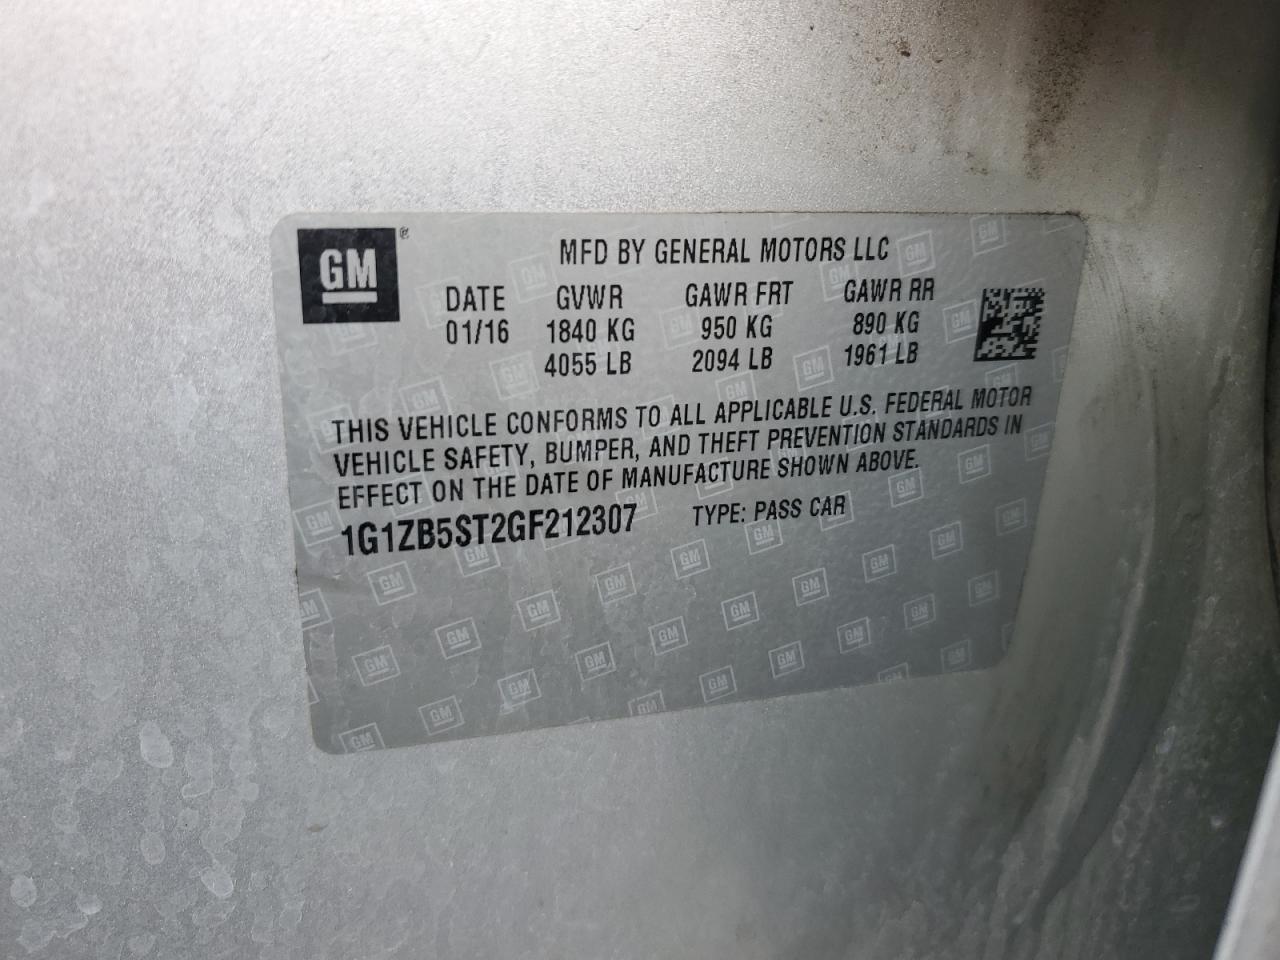 GM®
MFD BY GENERAL MOTORS LLC
DATE GVWR GAWR FRT GAWR RR
01/16 1840 KG 950 KG 890 KG
4055 LB 2094 LB 1961 LB
THIS VEHICLE CONFORMS TO ALL APPLICABLE U.S. FEDERAL MOTOR
VEHICLE SAFETY, BUMPER, AND THEFT PREVENTION STANDARDS IN
EFFECT ON THE DATE OF MANUFACTURE SHOWN ABOVE.
1G1ZB5ST2GF212307 TYPE: PASS CAR